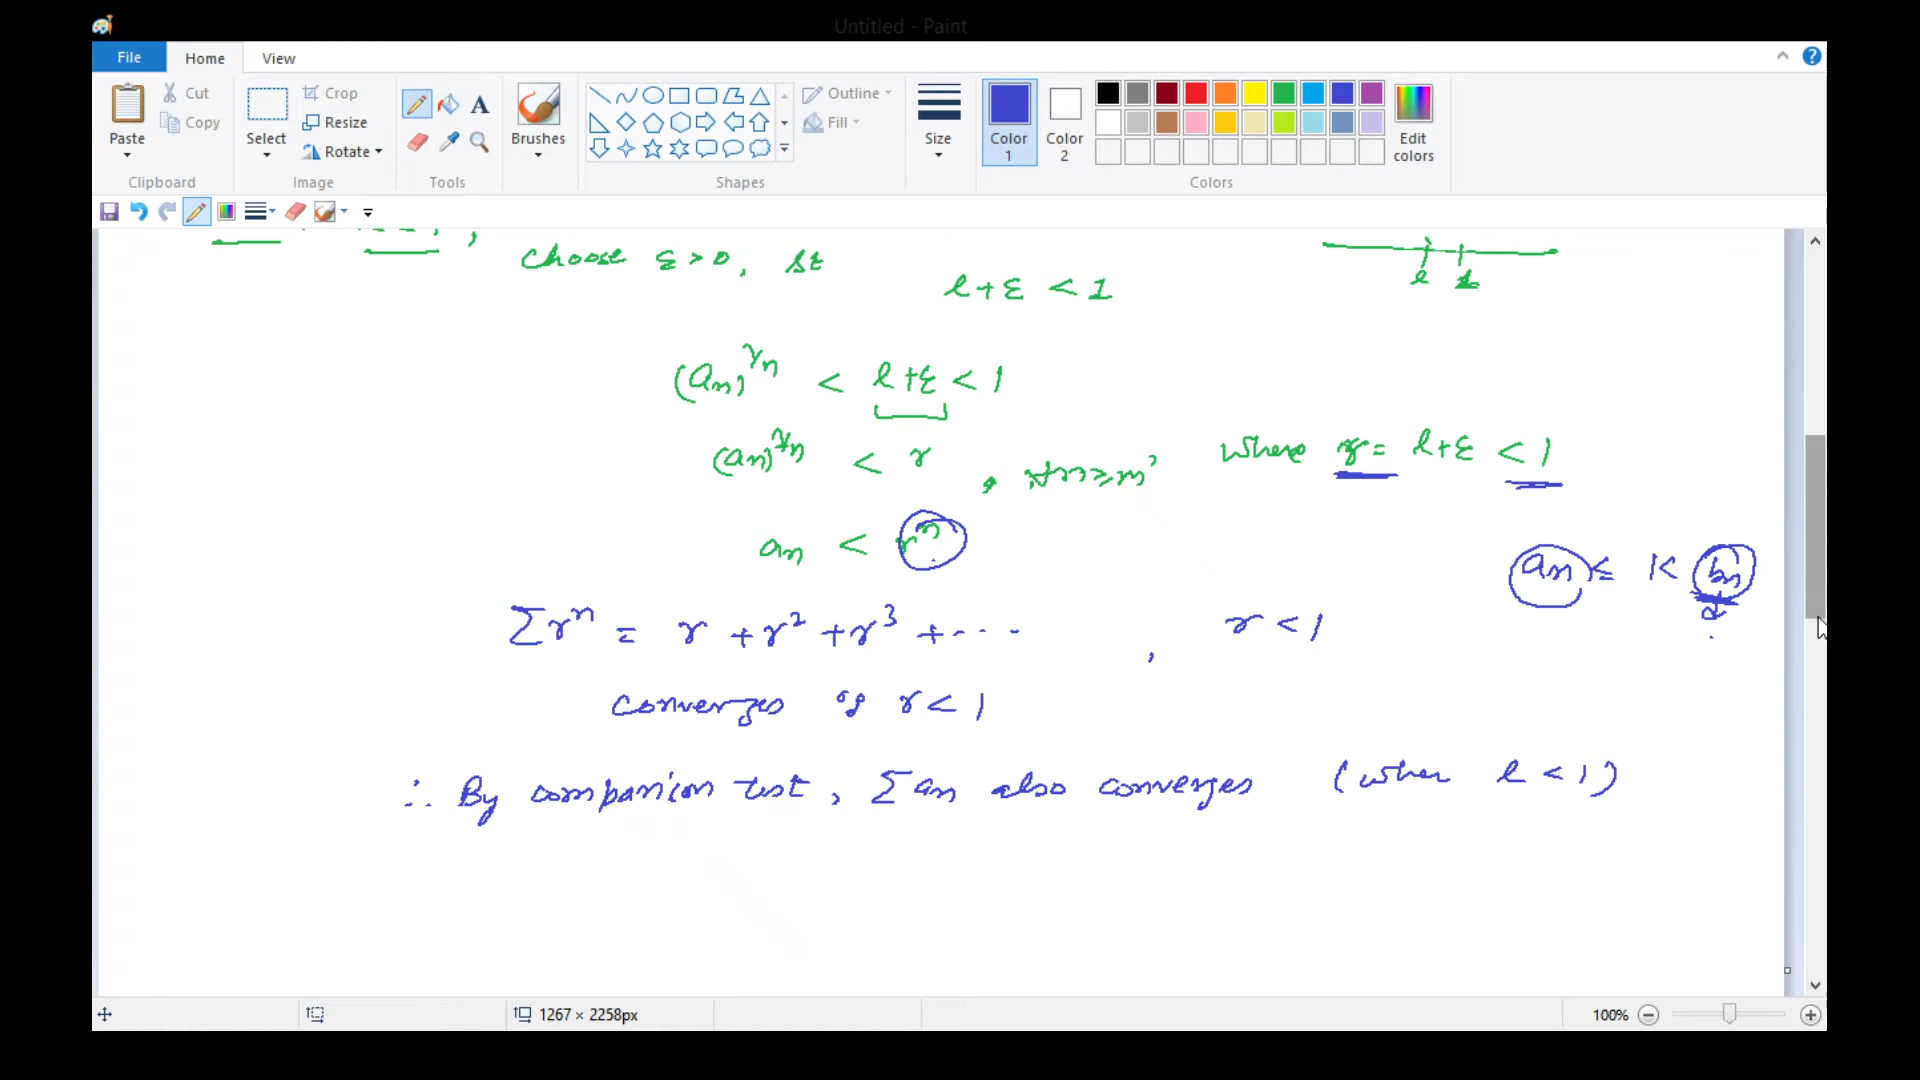 Untitled - Paint
File Home View
Paste Cut Copy Clipboard
Select Crop Resize Rotate Image
Tools
Brushes
Shapes Outline Fill
Size
Color 1 Color 2 Edit colors Colors
choose ε > 0, st
l+ε < 1
l 1
(an)^1/n < l+ε < 1
(an)^1/n < r , ∀ n ≥ m' where r = l+ε < 1
an < r^n
an ≤ K bn
Σr^n = r + r² + r³ + ---- , r < 1
converges if r < 1
∴ By comparison test, Σan also converges (when l < 1)
1267 × 2258px 100%